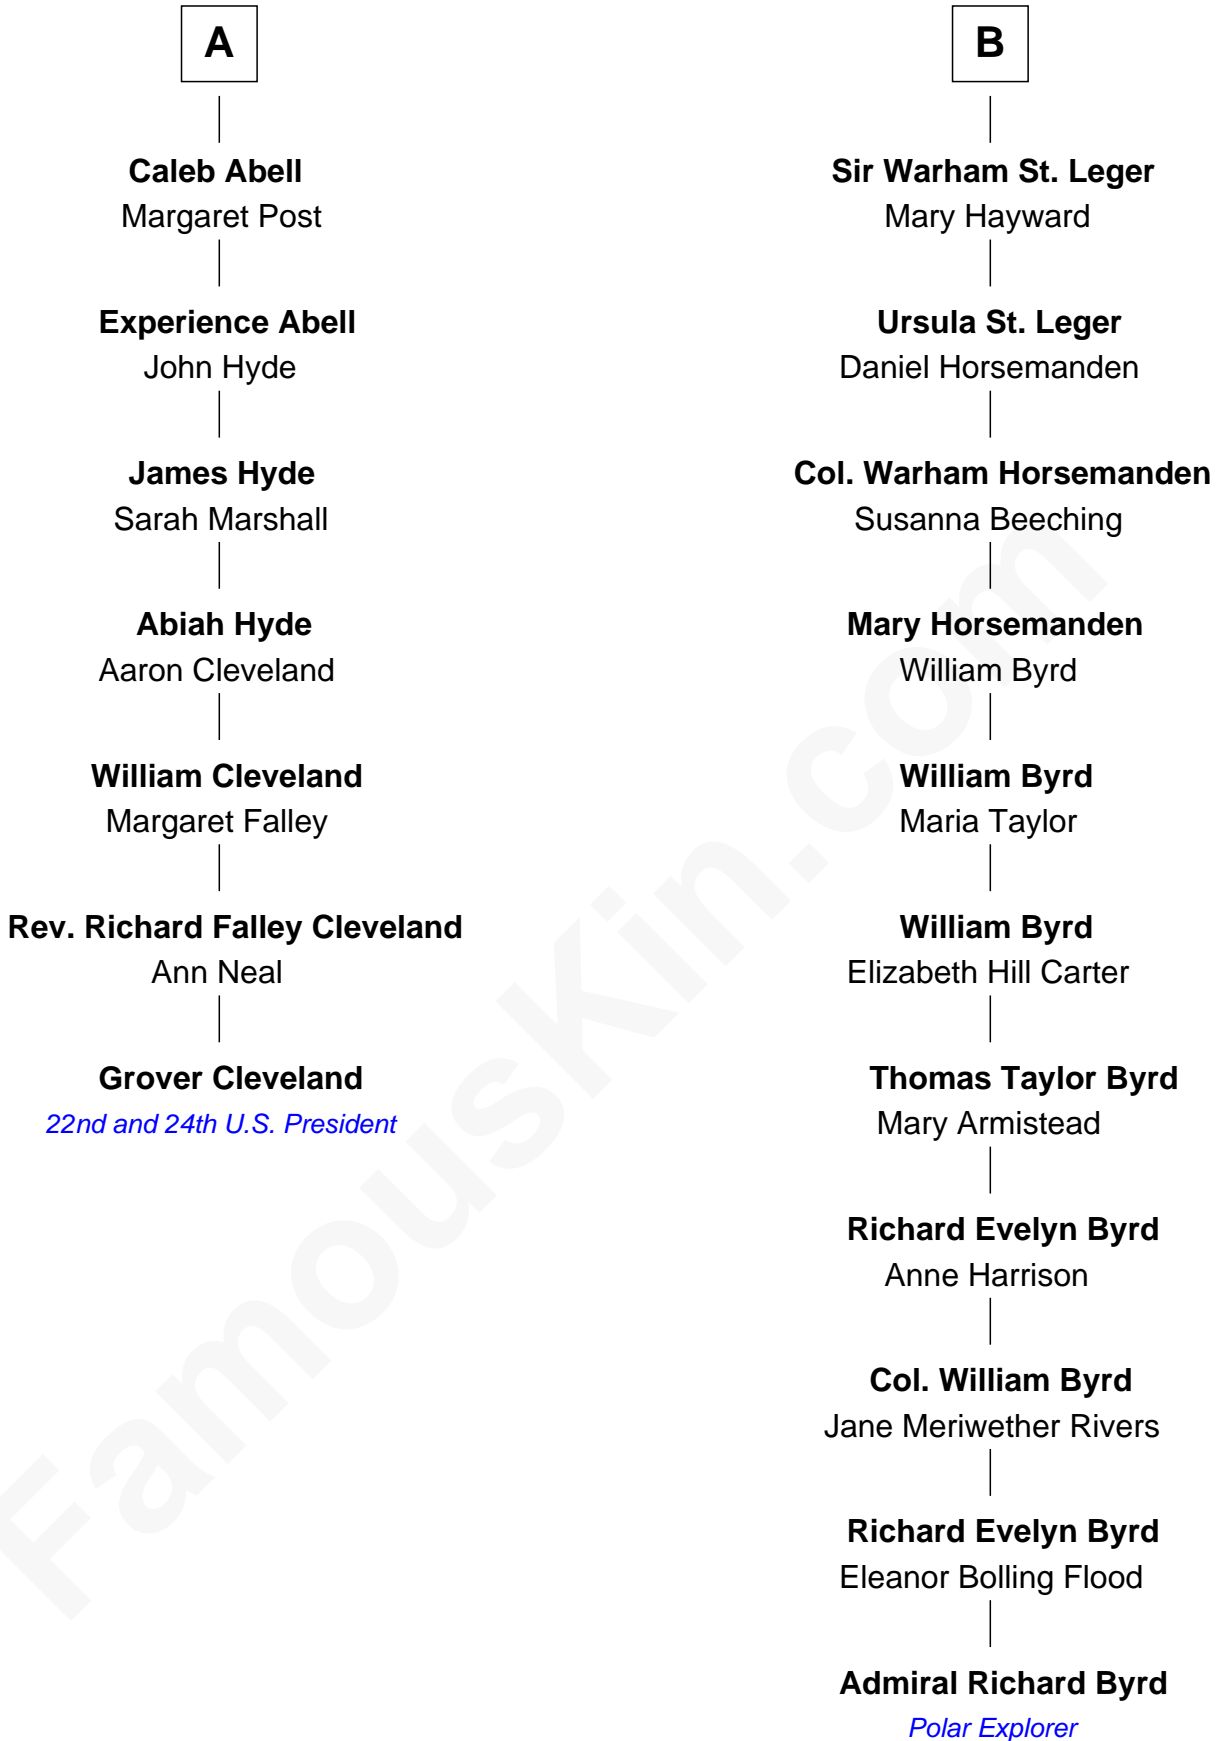 A
Caleb Abell
Margaret Post
Experience Abell
John Hyde
James Hyde
Sarah Marshall
Abiah Hyde
Aaron Cleveland
William Cleveland
Margaret Falley
Rev. Richard Falley Cleveland
Ann Neal
Grover Cleveland
22nd and 24th U.S. President
B
Sir Warham St. Leger
Mary Hayward
Ursula St. Leger
Daniel Horsemanden
Col. Warham Horsemanden
Susanna Beeching
Mary Horsemanden
William Byrd
William Byrd
Maria Taylor
William Byrd
Elizabeth Hill Carter
Thomas Taylor Byrd
Mary Armistead
Richard Evelyn Byrd
Anne Harrison
Col. William Byrd
Jane Meriwether Rivers
Richard Evelyn Byrd
Eleanor Bolling Flood
Admiral Richard Byrd
Polar Explorer
FamousKin.com